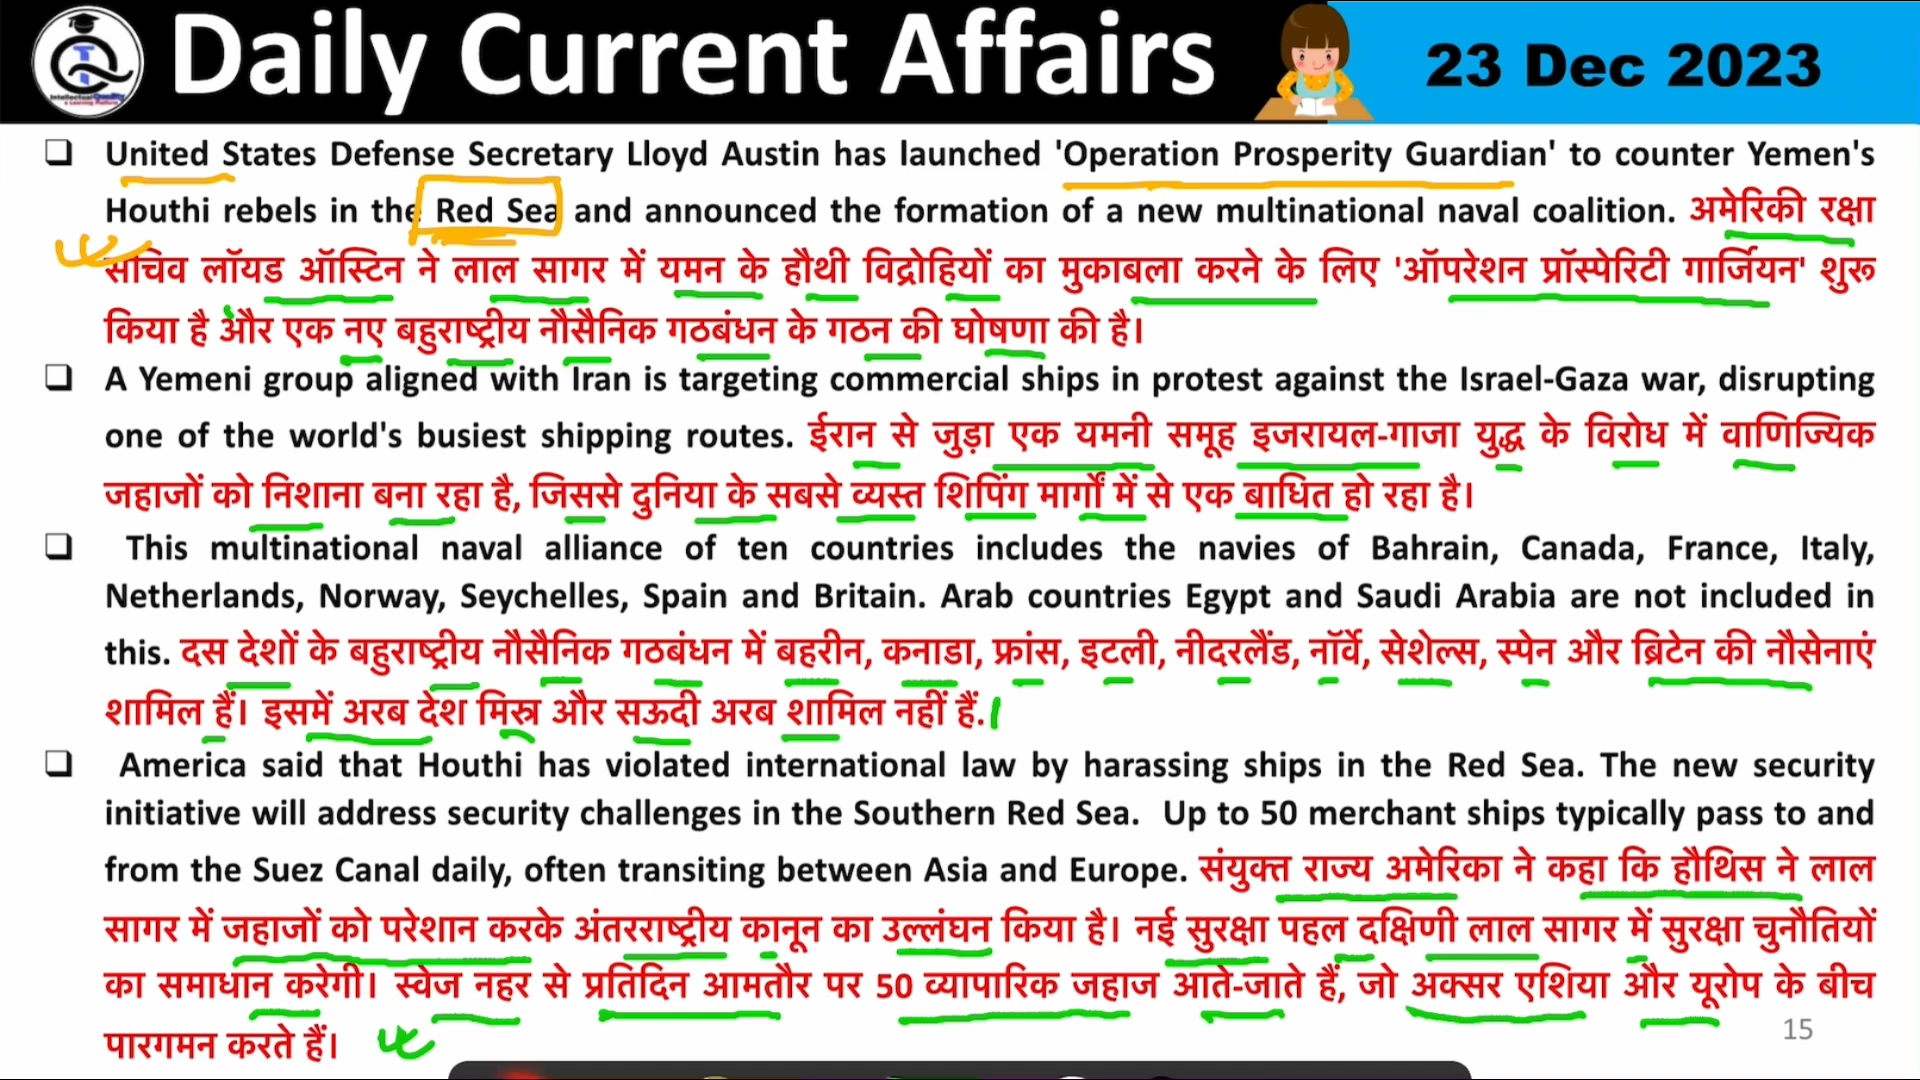 Daily Current Affairs
23 Dec 2023
United States Defense Secretary Lloyd Austin has launched 'Operation Prosperity Guardian' to counter Yemen's
Houthi rebels in the Red Sea and announced the formation of a new multinational naval coalition. अमेरिकी रक्षा
सचिव लॉयड ऑस्टिन ने लाल सागर में यमन के हौथी विद्रोहियों का मुकाबला करने के लिए 'ऑपरेशन प्रॉस्पेरिटी गार्जियन' शुरू
किया है और एक नए बहुराष्ट्रीय नौसैनिक गठबंधन के गठन की घोषणा की है।
A Yemeni group aligned with Iran is targeting commercial ships in protest against the Israel-Gaza war, disrupting
one of the world's busiest shipping routes. ईरान से जुड़ा एक यमनी समूह इजरायल-गाजा युद्ध के विरोध में वाणिज्यिक
जहाजों को निशाना बना रहा है, जिससे दुनिया के सबसे व्यस्त शिपिंग मार्गों में से एक बाधित हो रहा है।
This multinational naval alliance of ten countries includes the navies of Bahrain, Canada, France, Italy,
Netherlands, Norway, Seychelles, Spain and Britain. Arab countries Egypt and Saudi Arabia are not included in
this. दस देशों के बहुराष्ट्रीय नौसैनिक गठबंधन में बहरीन, कनाडा, फ्रांस, इटली, नीदरलैंड, नॉर्वे, सेशेल्स, स्पेन और ब्रिटेन की नौसेनाएं
शामिल हैं। इसमें अरब देश मिस्र और सऊदी अरब शामिल नहीं हैं.
America said that Houthi has violated international law by harassing ships in the Red Sea. The new security
initiative will address security challenges in the Southern Red Sea. Up to 50 merchant ships typically pass to and
from the Suez Canal daily, often transiting between Asia and Europe. संयुक्त राज्य अमेरिका ने कहा कि हौथिस ने लाल
सागर में जहाजों को परेशान करके अंतरराष्ट्रीय कानून का उल्लंघन किया है। नई सुरक्षा पहल दक्षिणी लाल सागर में सुरक्षा चुनौतियों
का समाधान करेगी। स्वेज नहर से प्रतिदिन आमतौर पर 50 व्यापारिक जहाज आते-जाते हैं, जो अक्सर एशिया और यूरोप के बीच
पारगमन करते हैं।
15